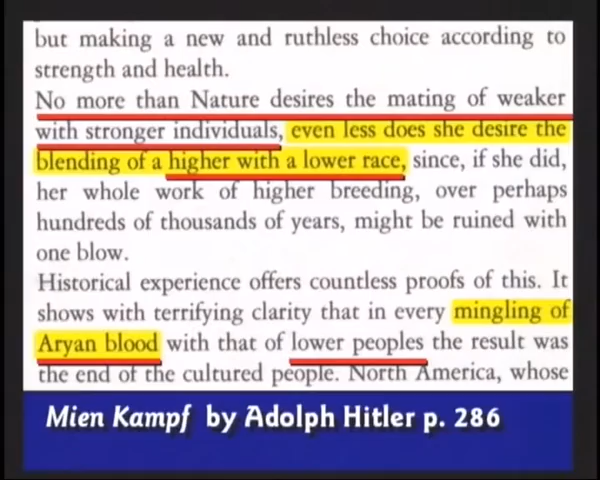 but making a new and ruthless choice according to
strength and health.
No more than Nature desires the mating of weaker
with stronger individuals, even less does she desire the
blending of a higher with a lower race, since, if she did,
her whole work of higher breeding, over perhaps
hundreds of thousands of years, might be ruined with
one blow.
Historical experience offers countless proofs of this. It
shows with terrifying clarity that in every mingling of
Aryan blood with that of lower peoples the result was
the end of the cultured people. North America, whose
Mien Kampf by Adolph Hitler p. 286